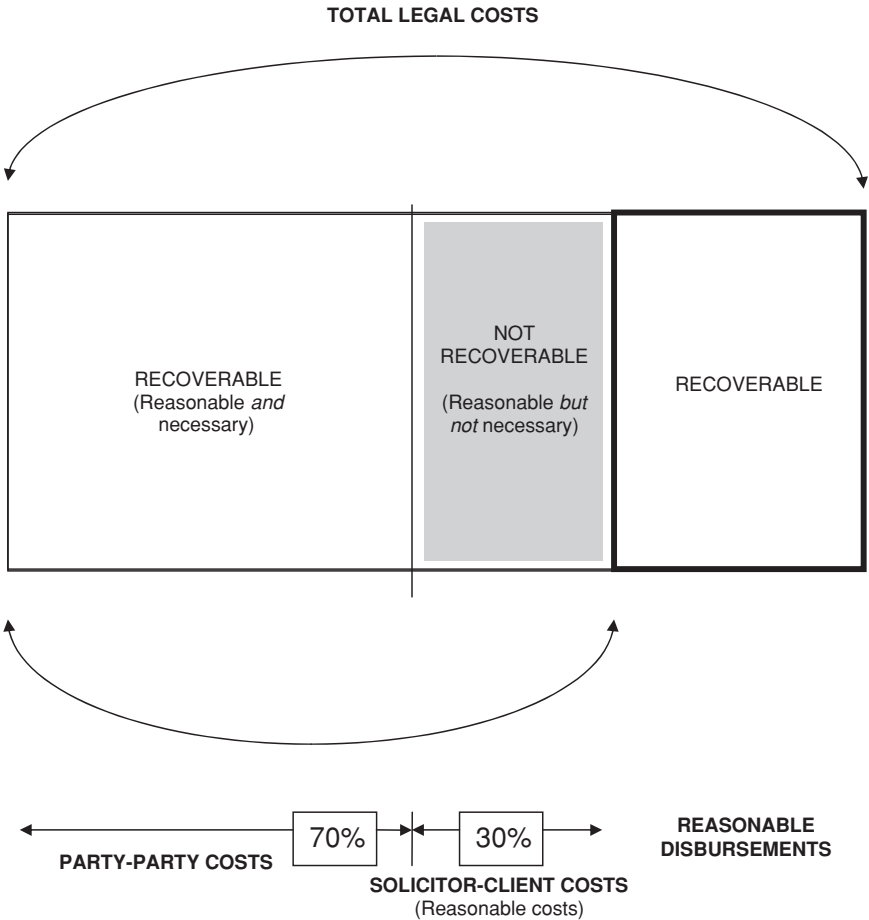 TOTAL LEGAL COSTS
RECOVERABLE
(Reasonable and
necessary)
NOT
RECOVERABLE
(Reasonable but
not necessary)
RECOVERABLE
70%
30%
PARTY-PARTY COSTS
SOLICITOR-CLIENT COSTS
(Reasonable costs)
REASONABLE
DISBURSEMENTS